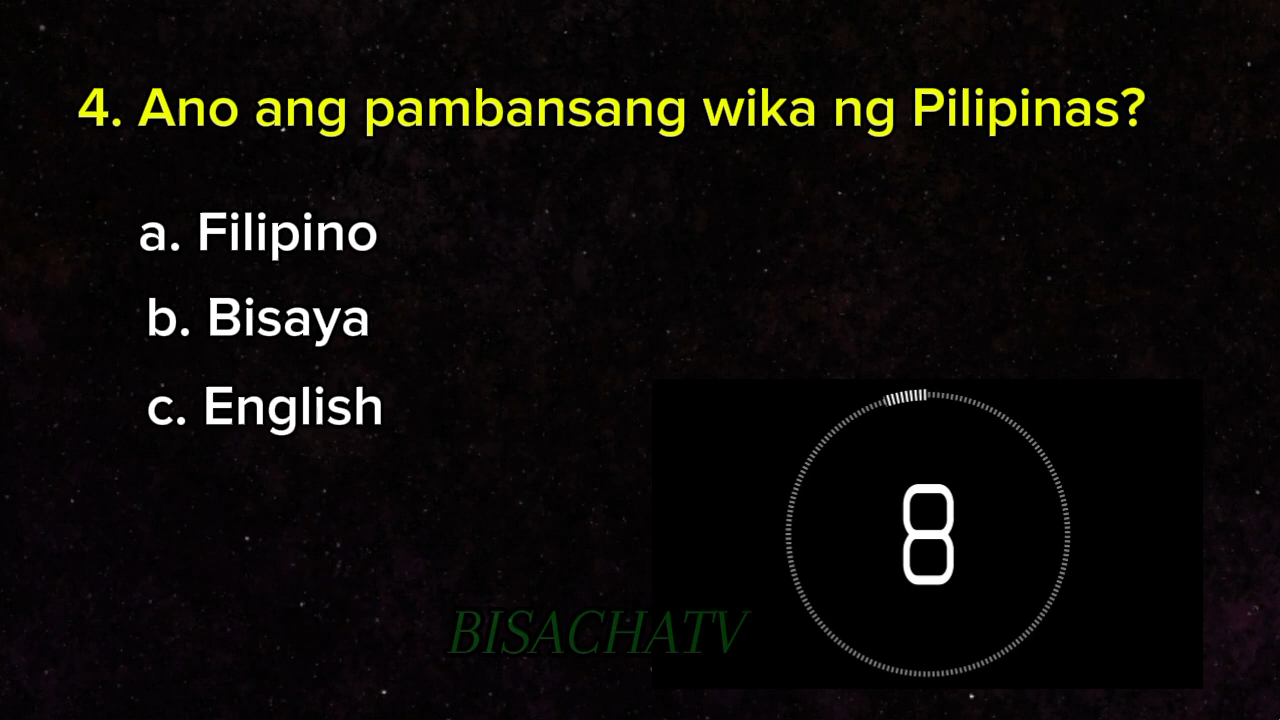 4. Ano ang pambansang wika ng Pilipinas?
a. Filipino
b. Bisaya
c. English
8
BISACHATV